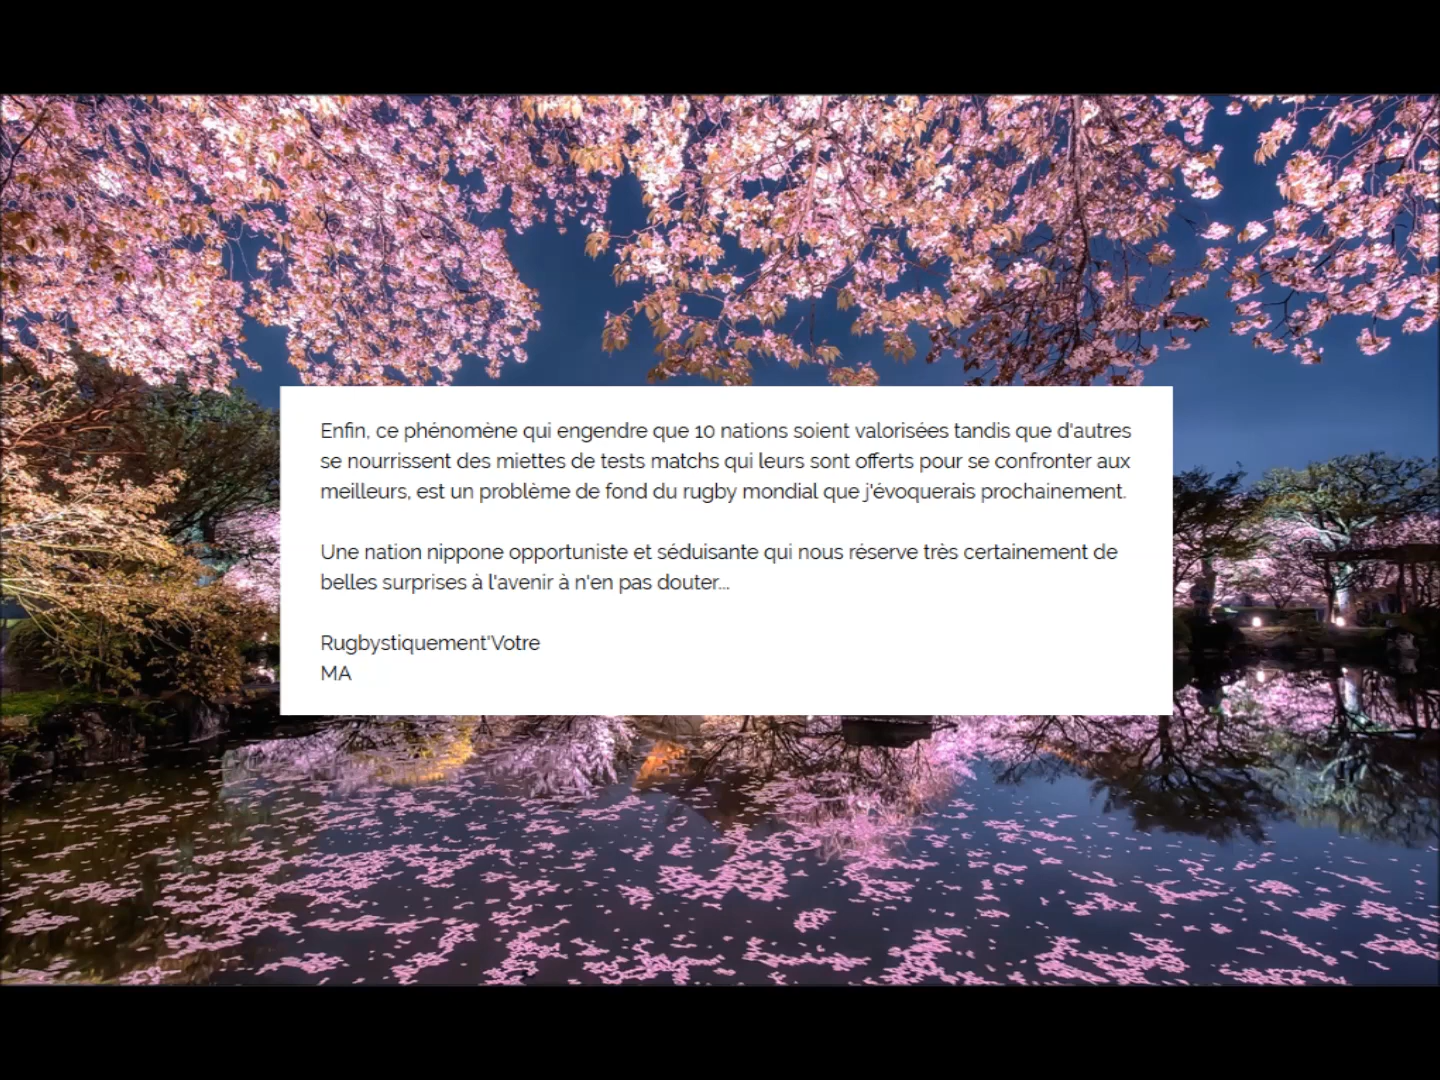 Enfin, ce phénomène qui engendre que 10 nations soient valorisées tandis que d'autres
se nourrissent des miettes de tests matchs qui leurs sont offerts pour se confronter aux
meilleurs, est un problème de fond du rugby mondial que j'évoquerais prochainement.
Une nation nippone opportuniste et séduisante qui nous réserve très certainement de
belles surprises à l'avenir à n'en pas douter...
Rugbystiquement'Votre
MA